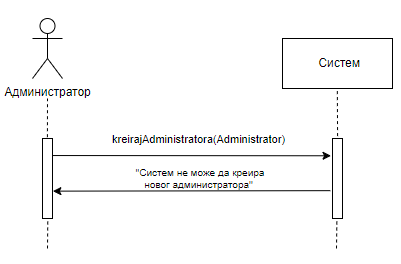 Систем
Администратор
kreirajAdministratora(Administrator)
"Систем не може да креира
новог администратора"